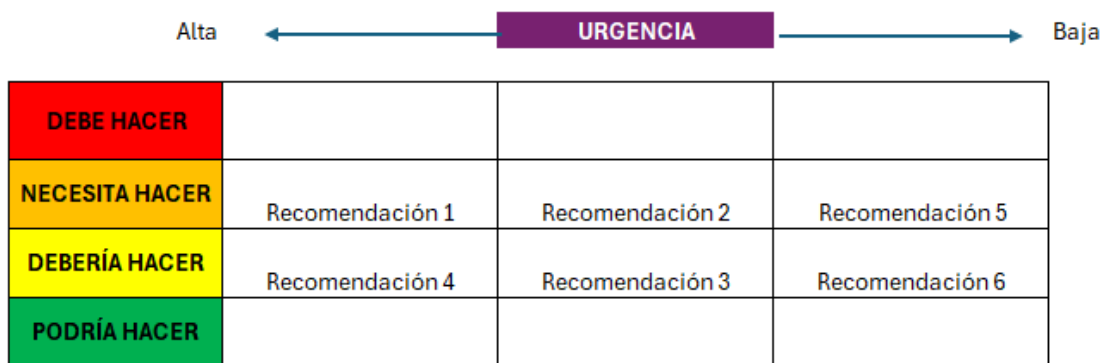 Alta URGENCIA Baja
DEBE HACER
NECESITA HACER
Recomendación 1 Recomendación 2 Recomendación 5
DEBERÍA HACER
Recomendación 4 Recomendación 3 Recomendación 6
PODRÍA HACER